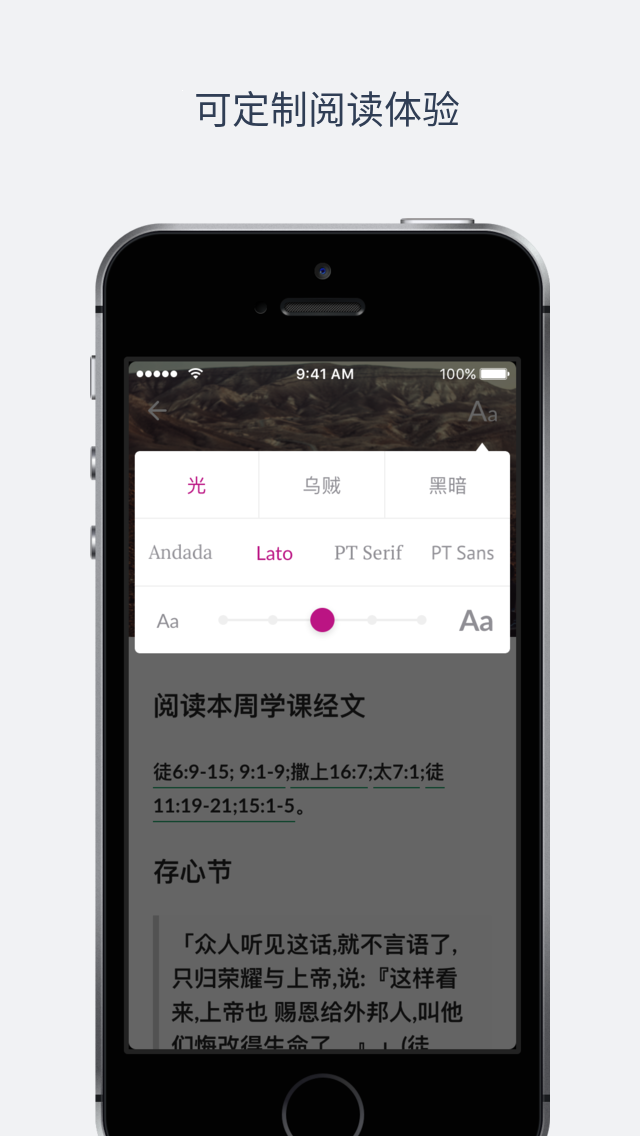 可定制阅读体验
9:41 AM
100%
Aa
光
乌贼
黑暗
Andada
Lato
PT Serif
PT Sans
Aa
Aa
阅读本周学课经文
徒6:9-15; 9:1-9;撒上16:7;太7:1;徒
11:19-21;15:1-5。
存心节
「众人听见这话,就不言语了,
只归荣耀与上帝,说:『这样看
来,上帝也 赐恩给外邦人,叫他
们悔改得生命了。』」(徒